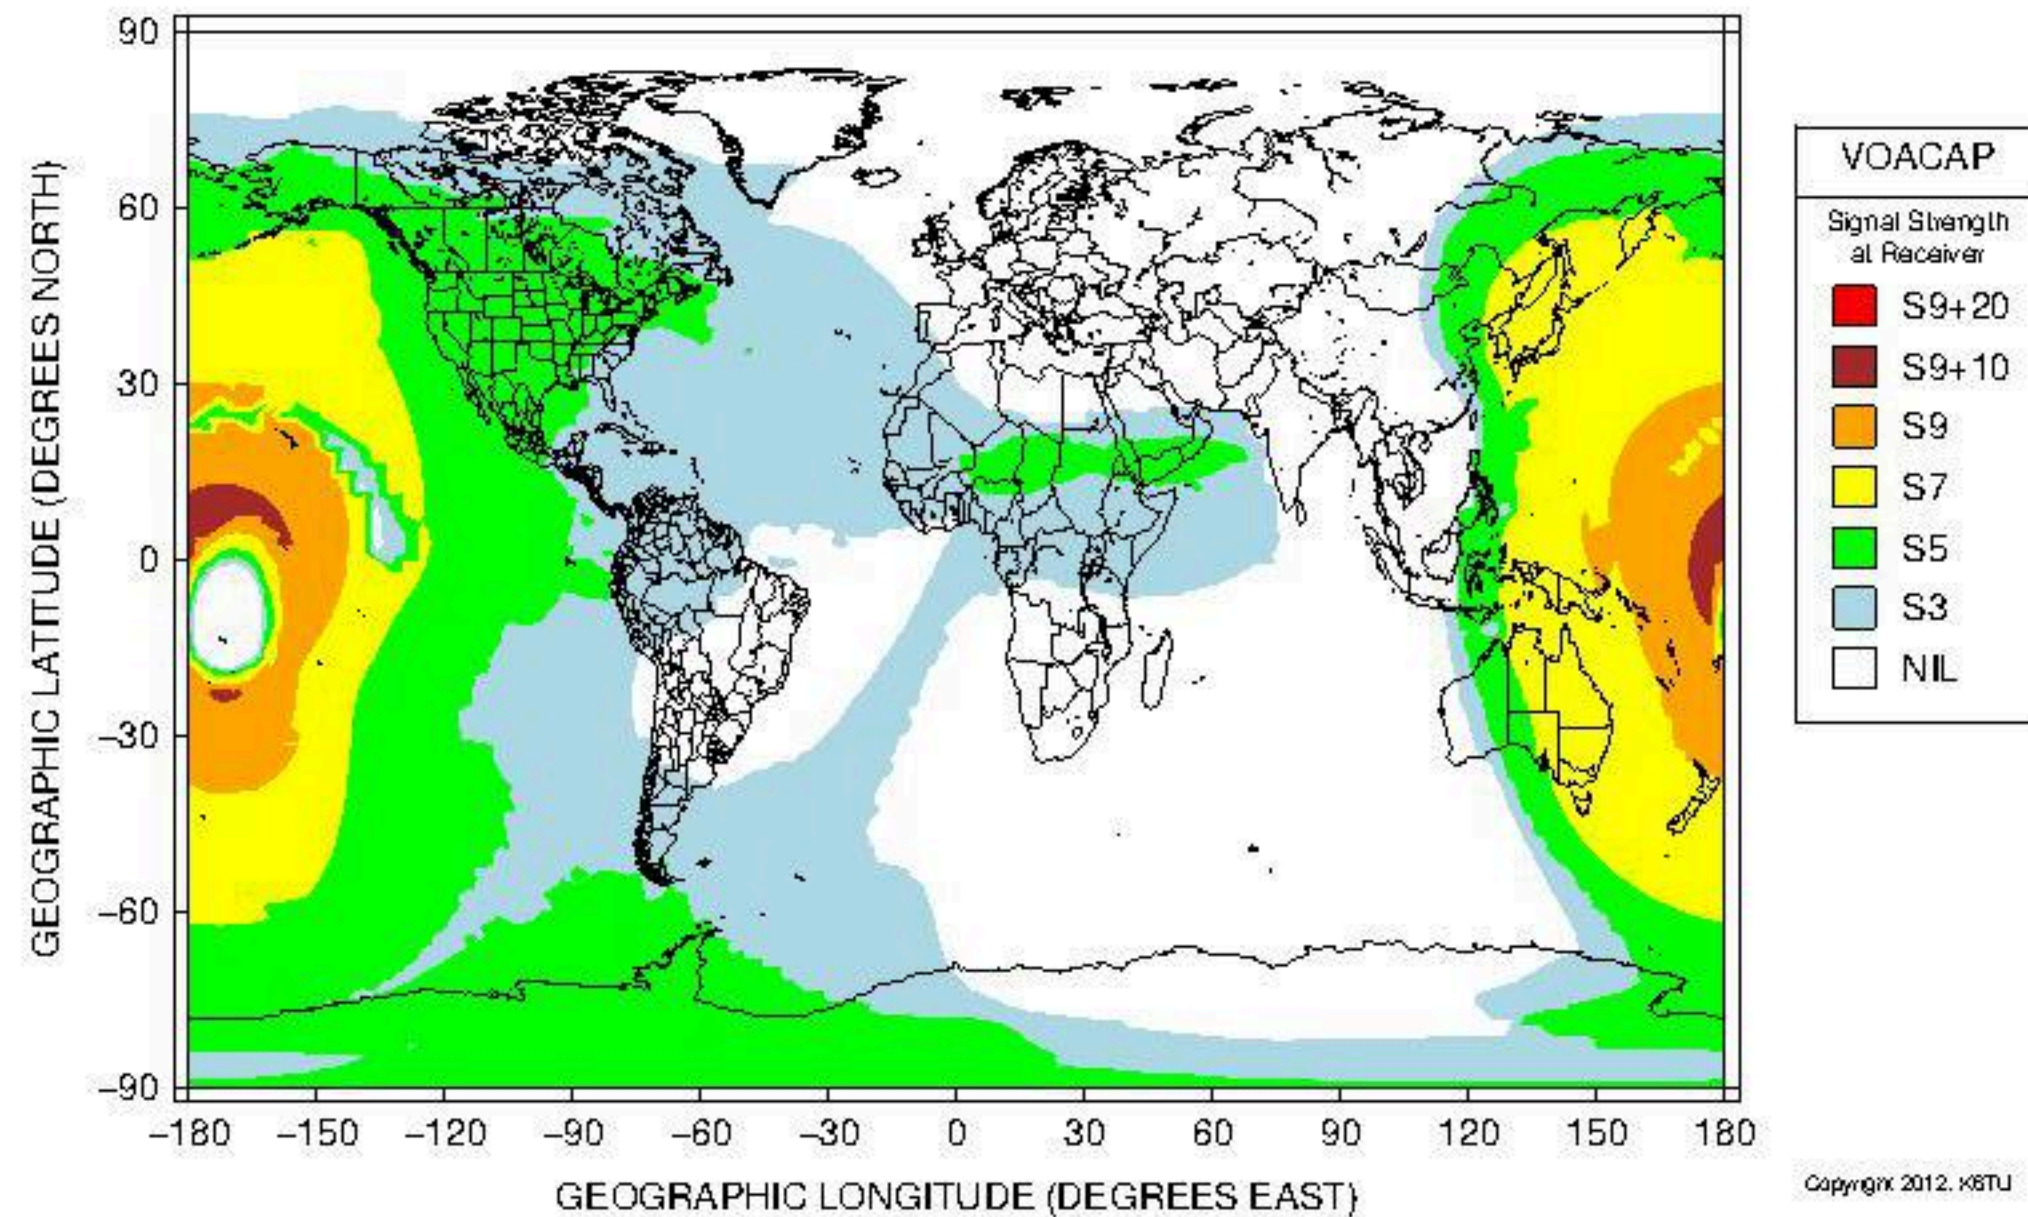 GEOGRAPHIC LATITUDE (DEGREES NORTH)
90
60
30
0
−30
−60
−90
−180 −150 −120 −90 −60 −30 0 30 60 90 120 150 180
GEOGRAPHIC LONGITUDE (DEGREES EAST)
VOACAP
Signal Strength
at Receiver
S9+20
S9+10
S9
S7
S5
S3
NIL
Copyright 2012, K6TU